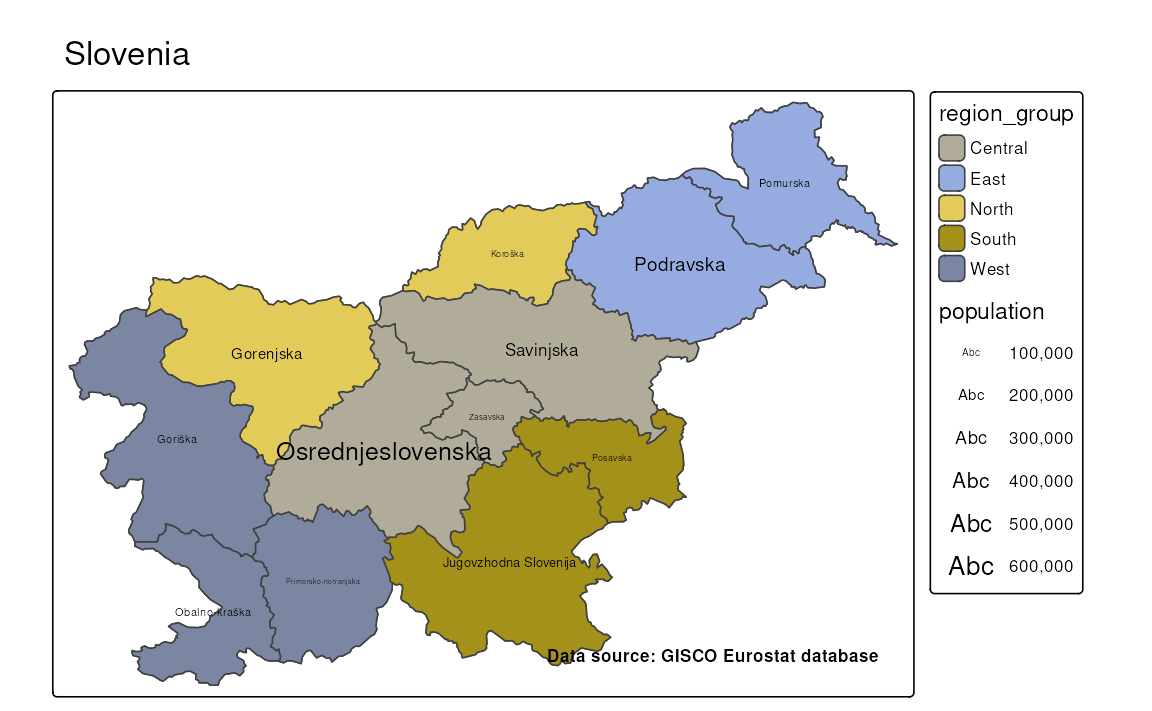 Slovenia
Pomurska
Koroška
Podravska
Gorenjska
Savinjska
Zasavska
Goriška
Osrednjeslovenska
Posavska
Jugovzhodna Slovenija
Primorsko-notranjska
Obalno-kraška
Data source: GISCO Eurostat database
region_group
Central
East
North
South
West
population
Abc 100,000
Abc 200,000
Abc 300,000
Abc 400,000
Abc 500,000
Abc 600,000